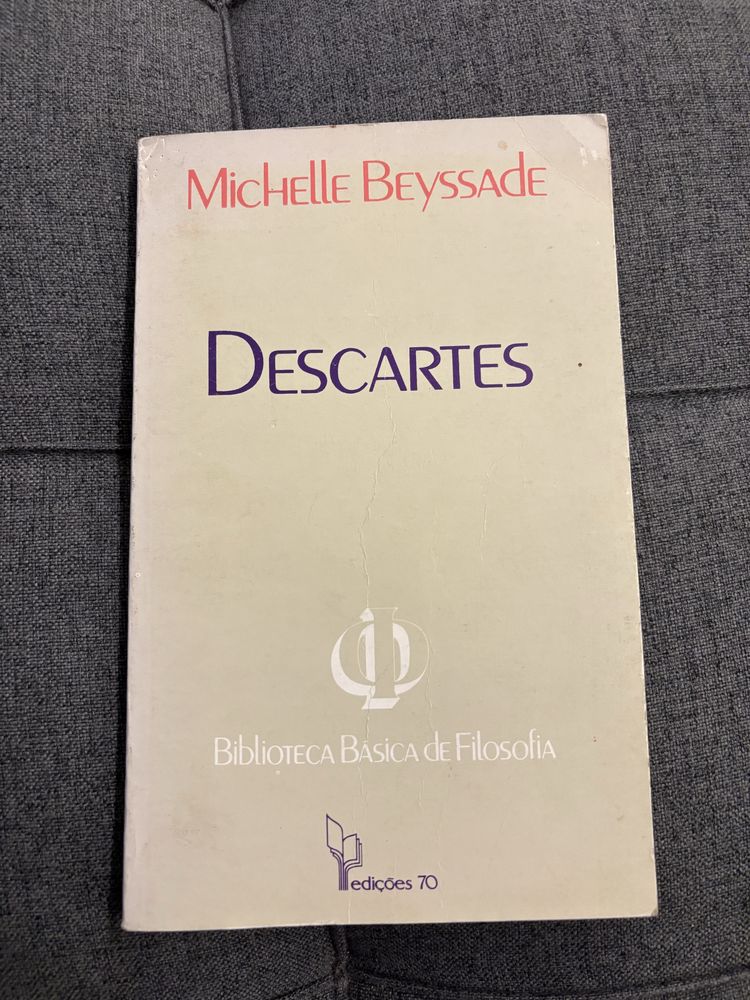 Michelle Beyssade
Descartes
Biblioteca Básica de Filosofia
edições 70